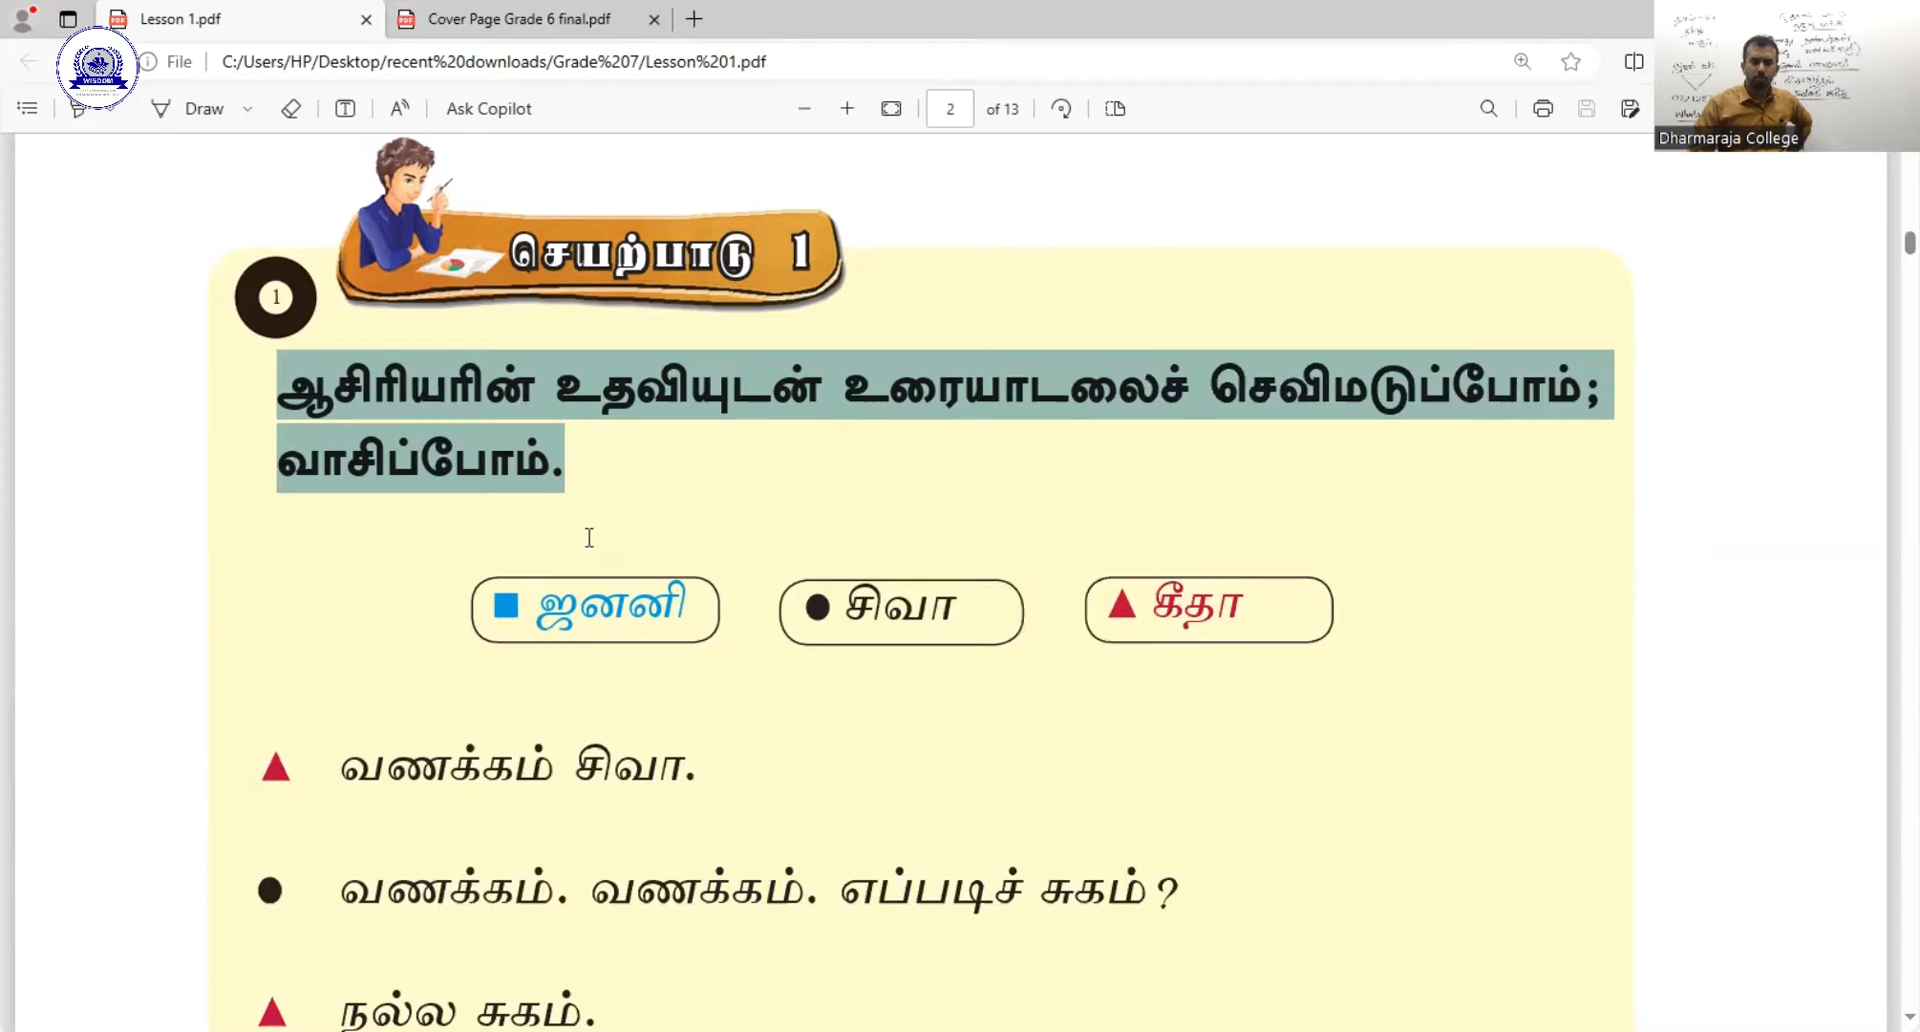 Lesson 1.pdf
Cover Page Grade 6 final.pdf
File C:/Users/HP/Desktop/recent%20downloads/Grade%207/Lesson%201.pdf
Draw
Ask Copilot
2 of 13
WISDOM
Dharmaraja College
செயற்பாடு 1
1
ஆசிரியரின் உதவியுடன் உரையாடலைச் செவிமடுப்போம்;
வாசிப்போம்.
ஜனனி சிவா கீதா
வணக்கம் சிவா.
வணக்கம். வணக்கம். எப்படிச் சுகம்?
நல்ல சுகம்.